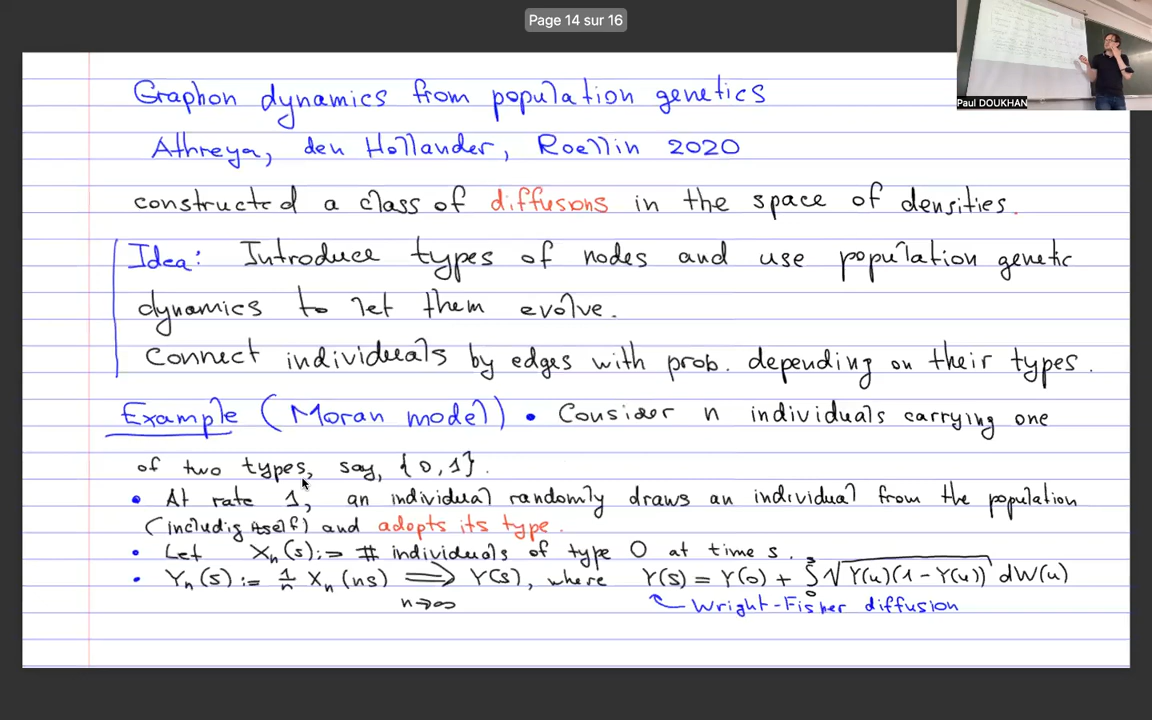 Page 14 sur 16
Paul DOUKHAN
Graphon dynamics from population genetics
Athreya, den Hollander, Roellin 2020
constructed a class of diffusions in the space of densities.
Idea: Introduce types of nodes and use population genetic
dynamics to let them evolve.
Connect individuals by edges with prob. depending on their types.
Example (Moran model) • Consider n individuals carrying one
of two types, say, {0,1}.
• At rate 1, an individual randomly draws an individual from the population
(includig itself) and adopts its type.
• Let Xn(s) := # individuals of type 0 at time s.
• Yn(s) := 1/n Xn(ns) ⟹ Y(s), where Y(s) = Y(0) + ∫₀ˢ √(Y(u)(1-Y(u))) dW(u)
n→∞ Wright-Fisher diffusion